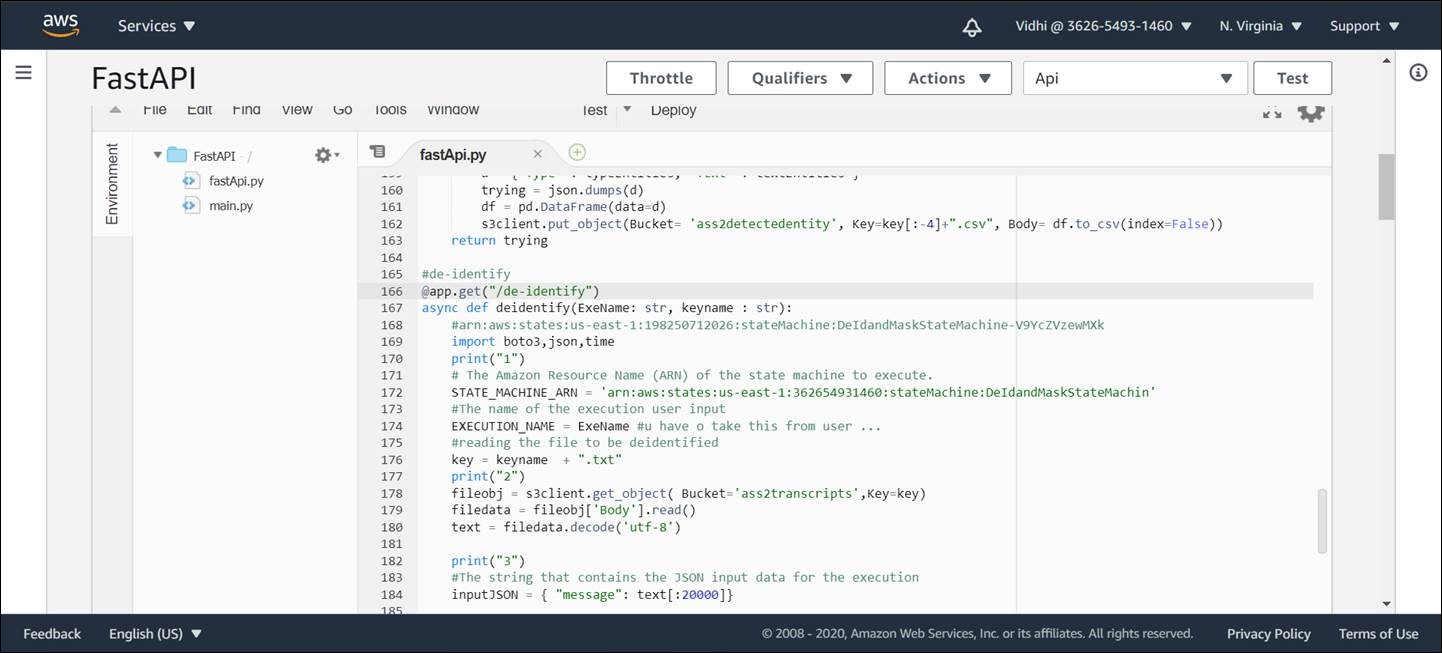 aws
Services
Vidhi @ 3626-5493-1460
N. Virginia
Support
FastAPI
Throttle
Qualifiers
Actions
Api
Test
File Edit Find View Go Tools Window Test Deploy
Environment
FastAPI - /
fastApi.py
main.py
fastApi.py
160 trying = json.dumps(d)
161 df = pd.DataFrame(data=d)
162 s3client.put_object(Bucket= 'ass2detectedentity', Key=key[:-4]+".csv", Body= df.to_csv(index=False))
163 return trying
164
165 #de-identify
166 @app.get("/de-identify")
167 async def deidentify(ExeName: str, keyname : str):
168 #arn:aws:states:us-east-1:198250712026:stateMachine:DeIdandMaskStateMachine-V9YcZVzewMXk
169 import boto3,json,time
170 print("1")
171 # The Amazon Resource Name (ARN) of the state machine to execute.
172 STATE_MACHINE_ARN = 'arn:aws:states:us-east-1:362654931460:stateMachine:DeIdandMaskStateMachin'
173 #The name of the execution user input
174 EXECUTION_NAME = ExeName #u have o take this from user ...
175 #reading the file to be deidentified
176 key = keyname  + ".txt"
177 print("2")
178 fileobj = s3client.get_object( Bucket='ass2transcripts',Key=key)
179 filedata = fileobj['Body'].read()
180 text = filedata.decode('utf-8')
181
182 print("3")
183 #The string that contains the JSON input data for the execution
184 inputJSON = { "message": text[:20000]}
185
Feedback
English (US)
© 2008 - 2020, Amazon Web Services, Inc. or its affiliates. All rights reserved.
Privacy Policy
Terms of Use